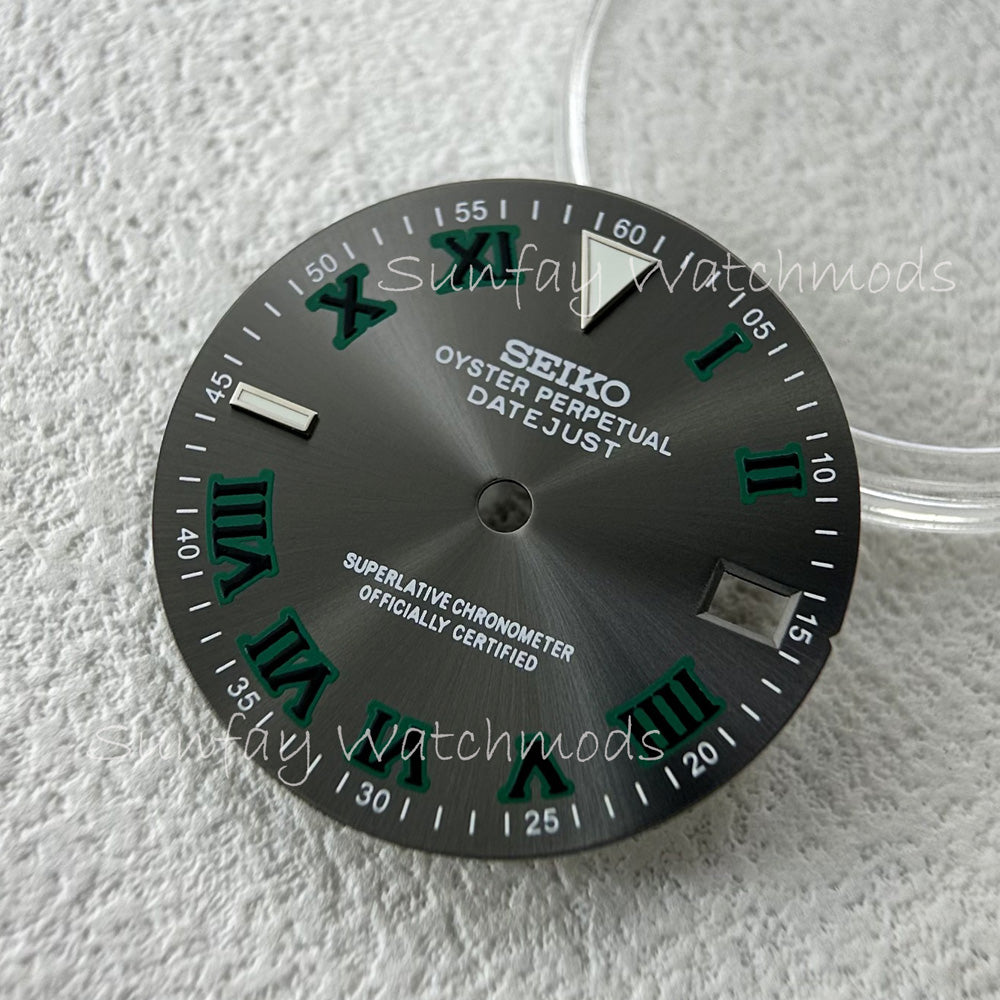 60
05
10
15
20
25
30
35
40
45
50
55
I
II
IIII
V
VI
VII
VIII
X
XI
SEIKO
OYSTER PERPETUAL
DATEJUST
SUPERLATIVE CHRONOMETER
OFFICIALLY CERTIFIED
Sunfay Watchmods
Sunfay Watchmods